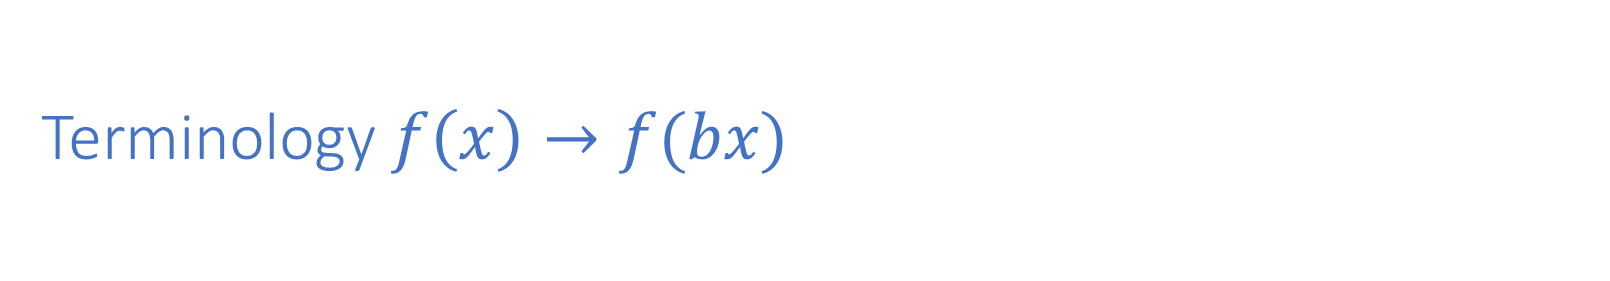 Terminology 𝑓(𝑥) → 𝑓(𝑏𝑥)